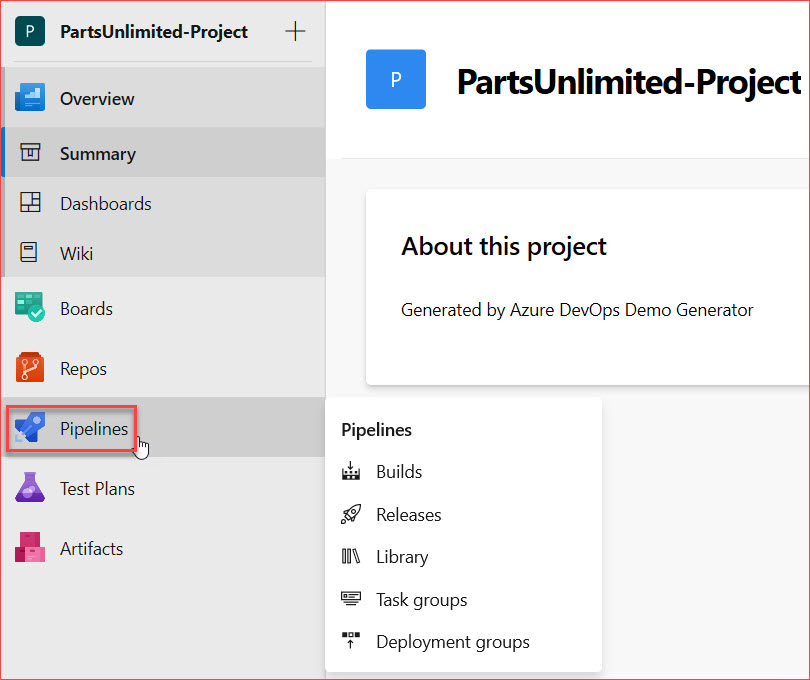 P PartsUnlimited-Project
Overview
Summary
Dashboards
Wiki
Boards
Repos
Pipelines
Test Plans
Artifacts
P PartsUnlimited-Project
About this project
Generated by Azure DevOps Demo Generator
Pipelines
Builds
Releases
Library
Task groups
Deployment groups